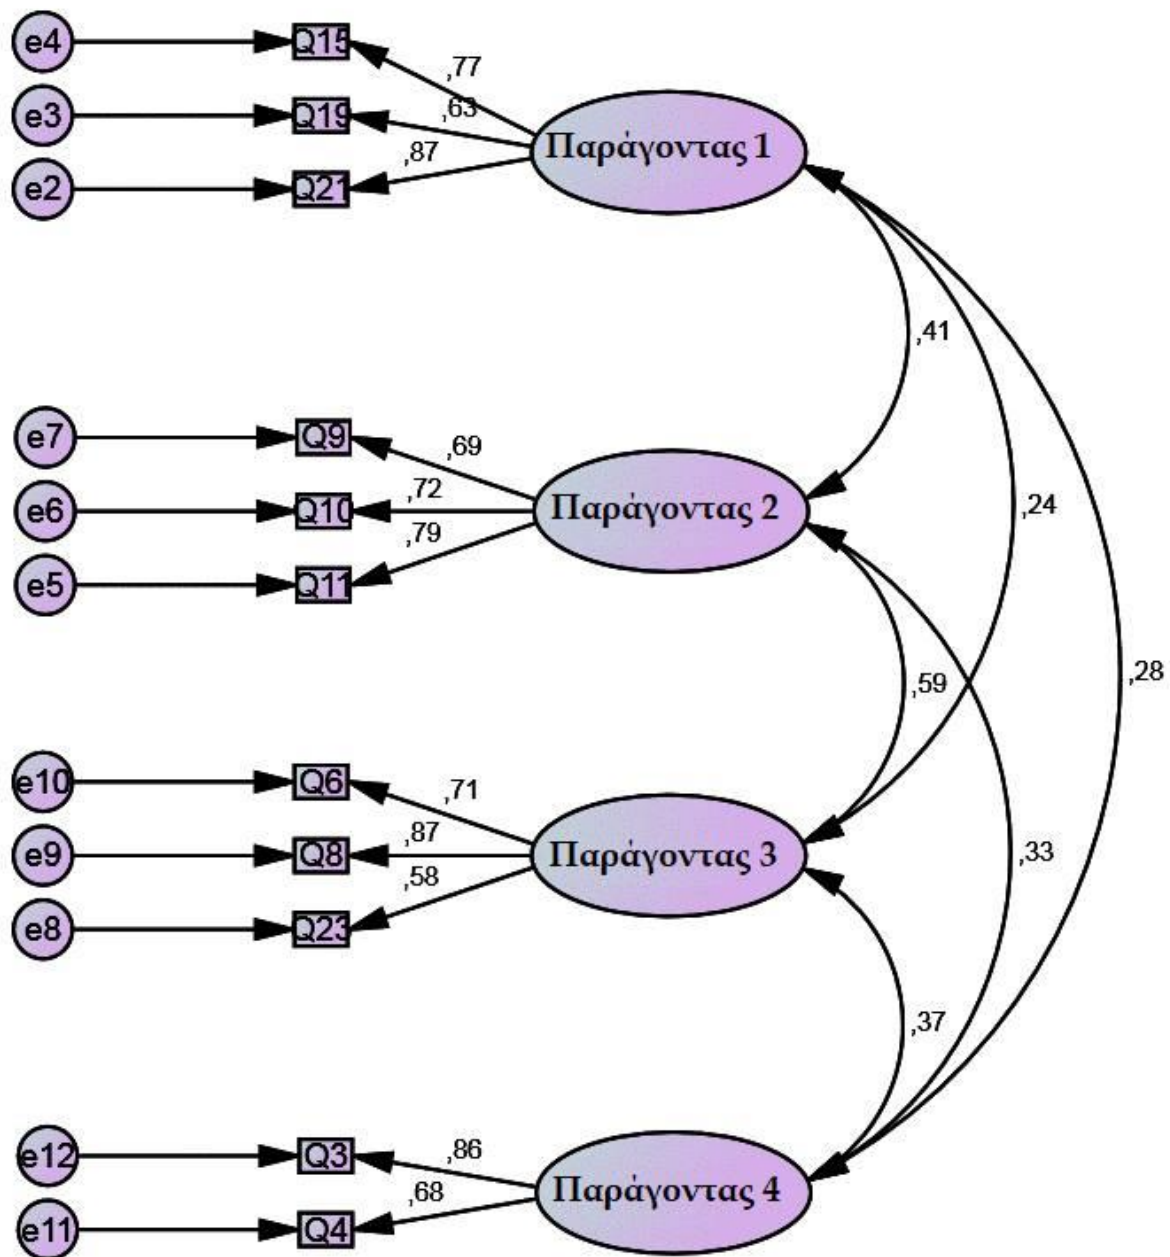 e4 Q15 ,77
e3 Q19 ,63
e2 Q21 ,87
Παράγοντας 1
,41
e7 Q9 ,69
e6 Q10 ,72
e5 Q11 ,79
Παράγοντας 2
,24
,59
,28
e10 Q6 ,71
e9 Q8 ,87
e8 Q23 ,58
Παράγοντας 3
,33
,37
e12 Q3 ,86
e11 Q4 ,68
Παράγοντας 4